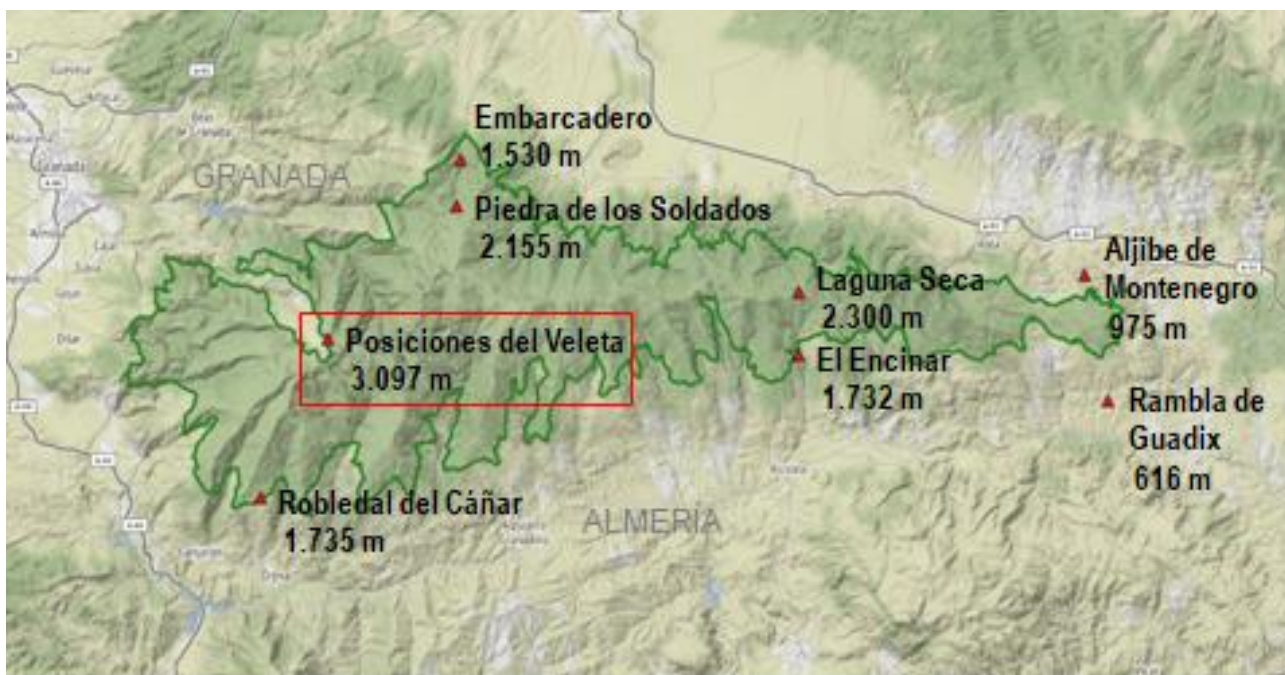 Embarcadero
1.530 m
GRANADA
Granada
Piedra de los Soldados
2.155 m
Aljibe de
Montenegro
975 m
Laguna Seca
2.300 m
Posiciones del Veleta
3.097 m
El Encinar
1.732 m
Rambla de
Guadix
616 m
Robledal del Cáñar
1.735 m
ALMERÍA